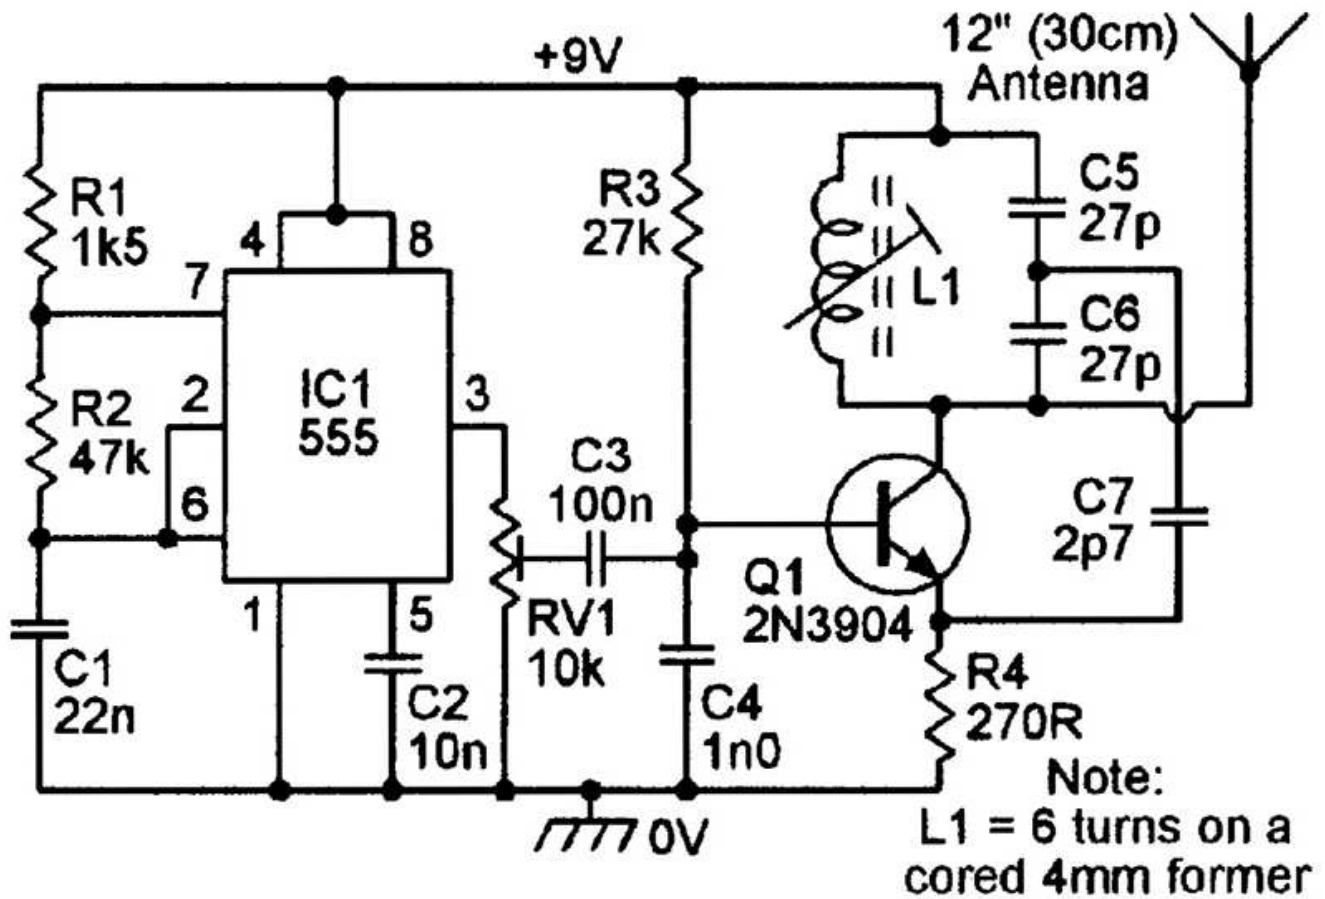 12" (30cm)
Antenna
+9V
R1
1k5
4
8
R3
27k
C5
27p
7
L1
C6
27p
2
IC1
555
3
R2
47k
6
C3
100n
C7
2p7
1
5
RV1
10k
Q1
2N3904
C1
22n
C2
10n
C4
1n0
R4
270R
0V
Note:
L1 = 6 turns on a
cored 4mm former